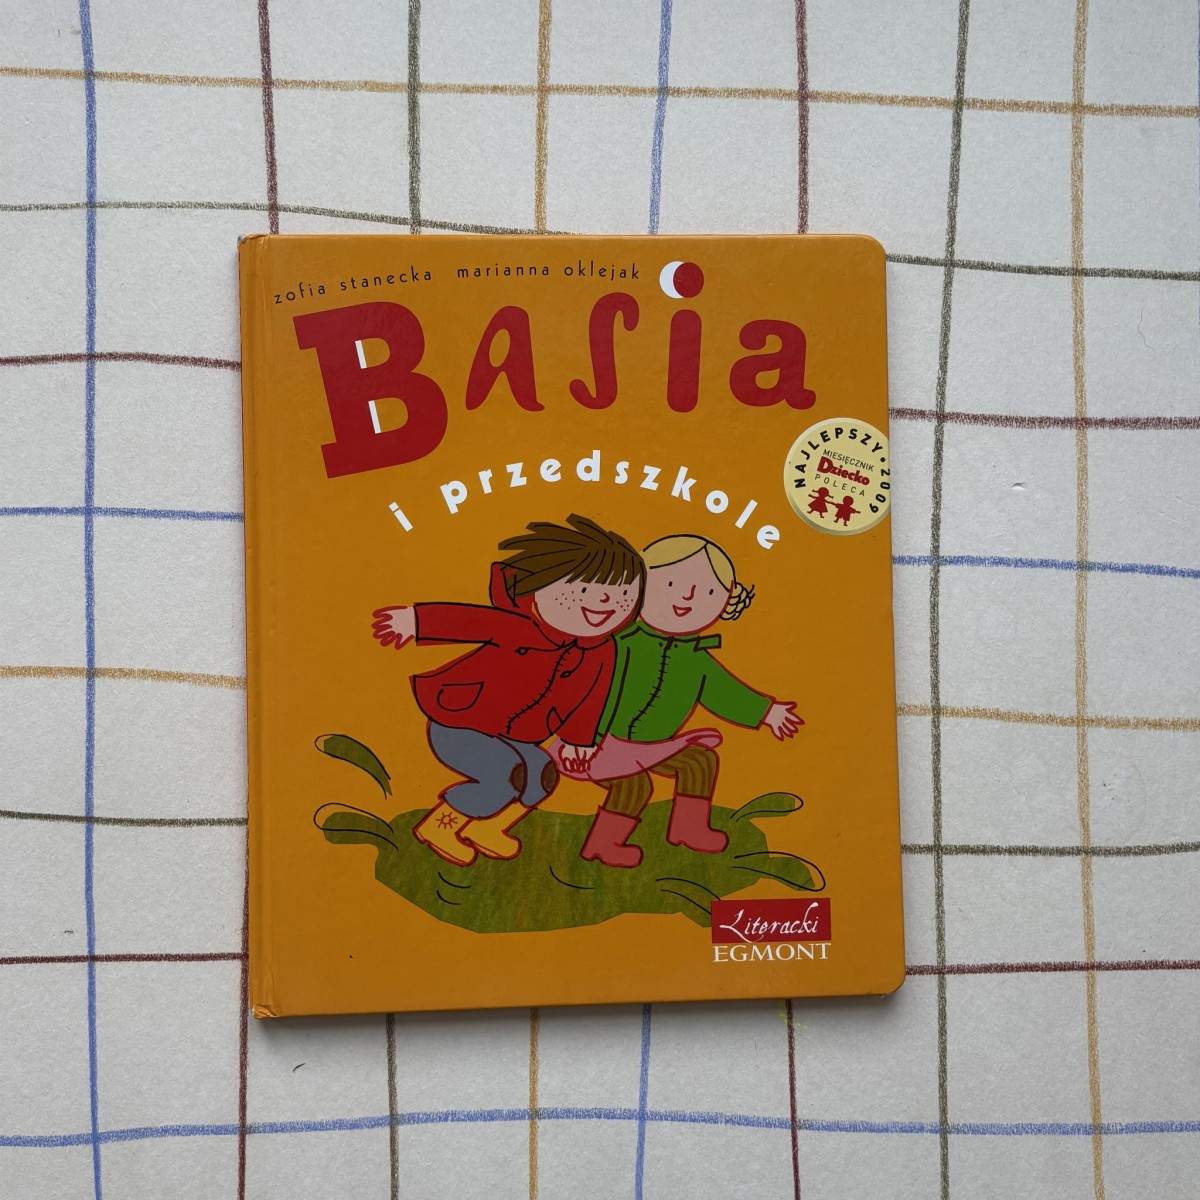 zofia stanecka marianna oklejak
Basia
i przedszkole
NAJLEPSZY • 2009
MIESIĘCZNIK
Dziecko
POLECA
Literacki
EGMONT